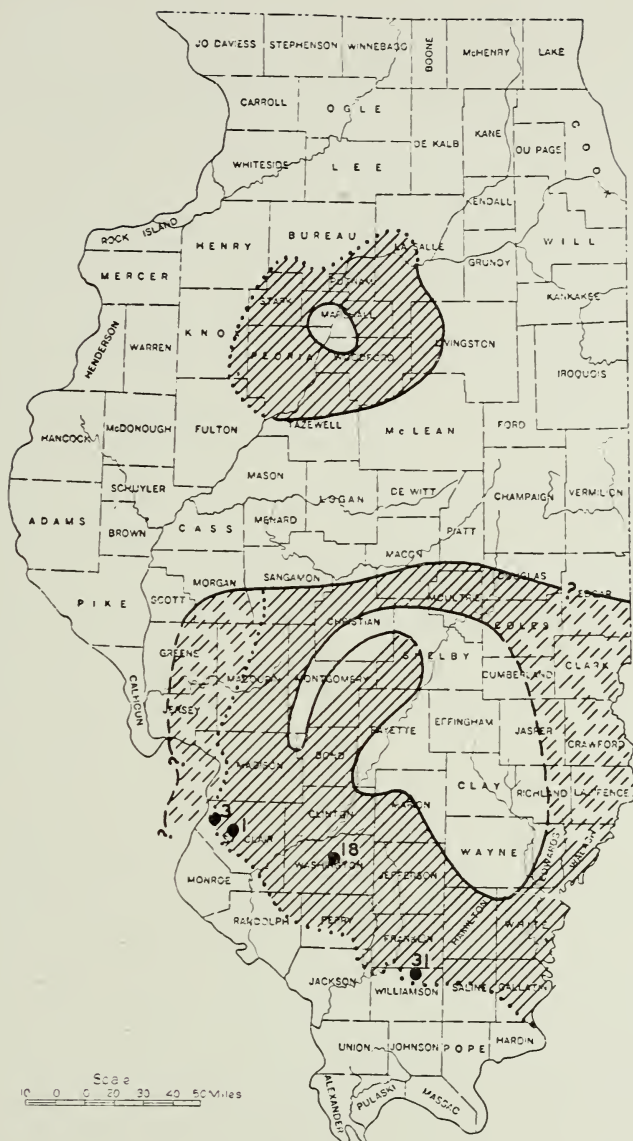 JO DAVIESS STEPHENSON WINNEBAGO BOONE McHENRY LAKE
CARROLL OGLE DE KALB KANE COOK
DU PAGE
WHITESIDE LEE
KENDALL
ROCK ISLAND HENRY BUREAU LA SALLE WILL
GRUNDY
MERCER PUTNAM KANKAKEE
STARK
HENDERSON WARREN KNO MARSHALL LIVINGSTON
PEORIA WOODFORD IROQUOIS
HANCOCK McDONOUGH FULTON TAZEWELL McLEAN FORD
MASON
SCHUYLER LOGAN DE WITT CHAMPAIGN VERMILION
ADAMS BROWN CASS MENARD PIATT
MACON
MORGAN SANGAMON DOUGLAS ? EDGAR
PIKE SCOTT MOULTRIE
CHRISTIAN COLES
GREENE SHELBY
CALHOUN MACOUPIN MONTGOMERY CUMBERLAND CLARK
JERSEY
FAYETTE EFFINGHAM JASPER CRAWFORD
? MADISON BOND
CLAY RICHLAND LAWRENCE
? 3 1 CLINTON MARION
CLAIR 18 WAYNE EDWARDS WABASH
WASHINGTON
MONROE JEFFERSON
RANDOLPH PERRY HAMILTON WHITE
FRANKLIN
31
JACKSON WILLIAMSON SALINE GALLATIN
UNION JOHNSON POPE HARDIN
ALEXANDER PULASKI MASSAC
Scale
10 0 10 20 40 50 Miles